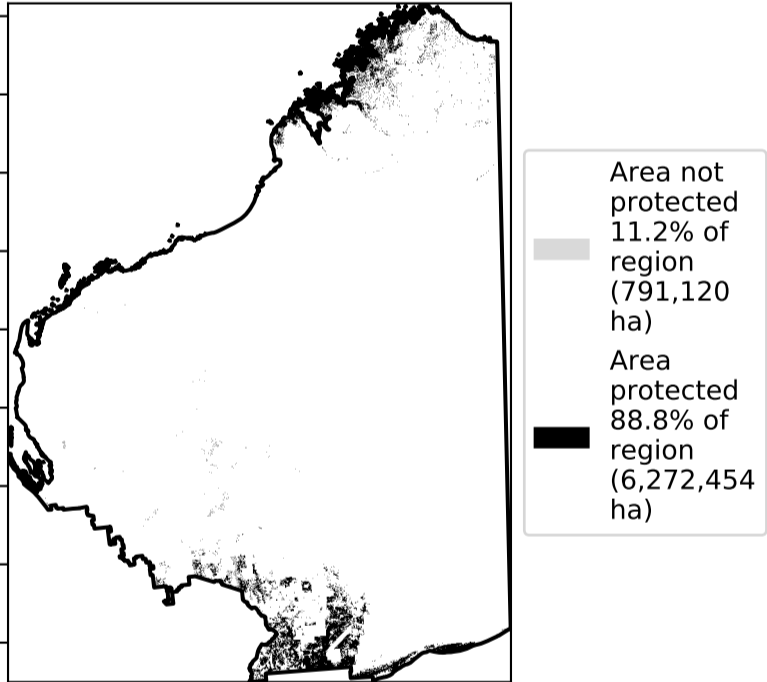 Area not
protected
11.2% of
region
(791,120
ha)
Area
protected
88.8% of
region
(6,272,454
ha)